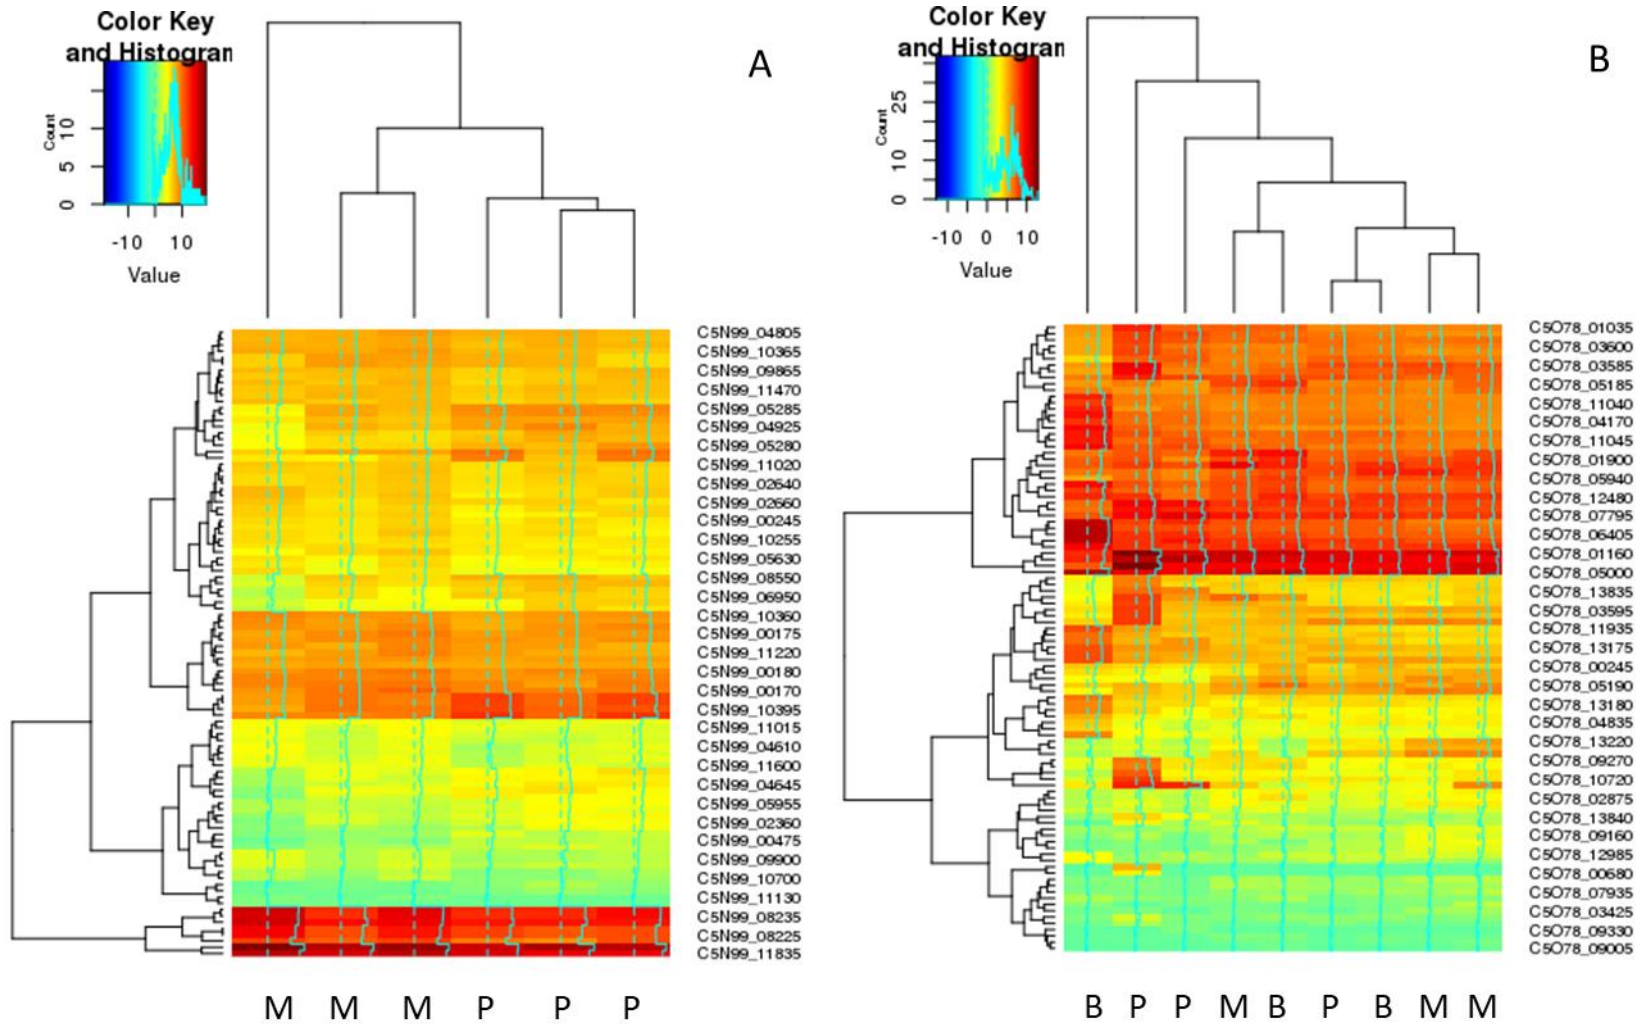 Color Key
and Histogran
A
Count
0 5 10
-10 10
Value
C5N99_04805
C5N99_10365
C5N99_09865
C5N99_11470
C5N99_05285
C5N99_04925
C5N99_05280
C5N99_11020
C5N99_02640
C5N99_02660
C5N99_00245
C5N99_10255
C5N99_05630
C5N99_08550
C5N99_06950
C5N99_10360
C5N99_00175
C5N99_11220
C5N99_00180
C5N99_00170
C5N99_10395
C5N99_11015
C5N99_04610
C5N99_11600
C5N99_04645
C5N99_05955
C5N99_02360
C5N99_00475
C5N99_09900
C5N99_10700
C5N99_11130
C5N99_08235
C5N99_08225
C5N99_11835
M M M P P P
Color Key
and Histogran
B
Count
0 10 25
-10 0 10
Value
C5O78_01035
C5O78_03600
C5O78_03585
C5O78_05185
C5O78_11040
C5O78_04170
C5O78_11045
C5O78_01900
C5O78_05940
C5O78_12480
C5O78_07795
C5O78_06405
C5O78_01160
C5O78_05000
C5O78_13835
C5O78_03595
C5O78_11935
C5O78_13175
C5O78_00245
C5O78_05190
C5O78_13180
C5O78_04835
C5O78_13220
C5O78_09270
C5O78_10720
C5O78_02875
C5O78_13840
C5O78_09160
C5O78_12985
C5O78_00680
C5O78_07935
C5O78_03425
C5O78_09330
C5O78_09005
B P P M B P B M M